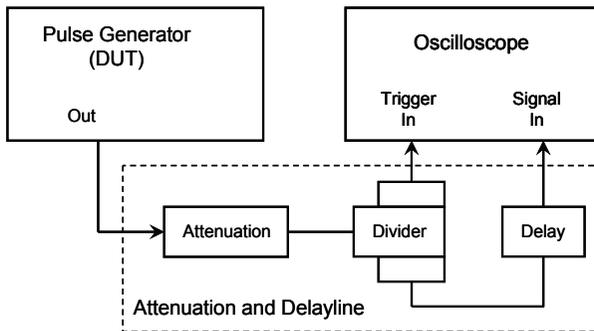 Pulse Generator
(DUT)
Out
Oscilloscope
Trigger
In
Signal
In
Attenuation
Divider
Delay
Attenuation and Delayline